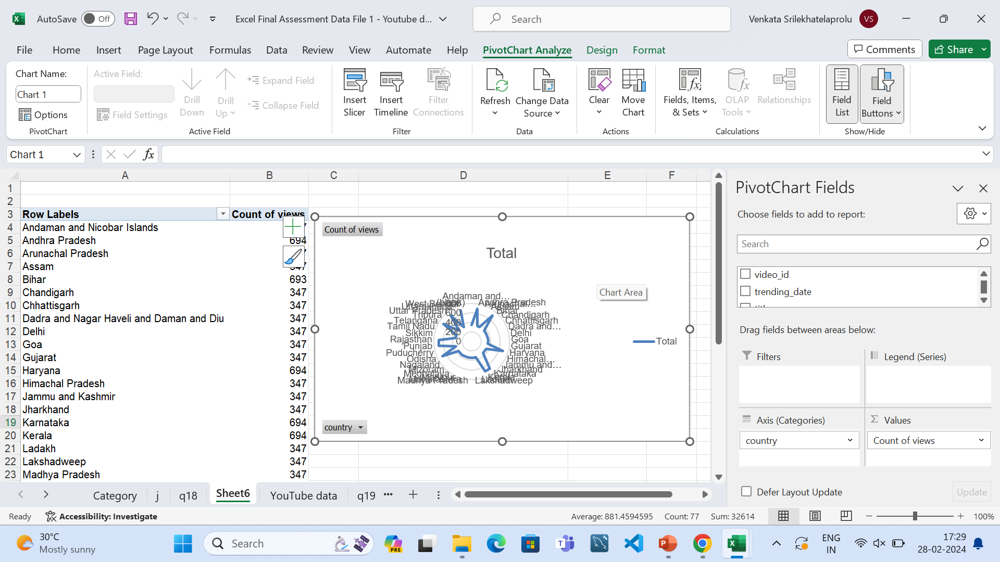 AutoSave Off
Excel Final Assessment Data File 1 - Youtube d...
Search
Venkata Srilekhatelaprolu VS
File Home Insert Page Layout Formulas Data Review View Automate Help PivotChart Analyze Design Format Comments Share
Chart Name:
Chart 1
Options
PivotChart
Active Field:
Field Settings
Drill Down
Drill Up
Expand Field
Collapse Field
Active Field
Insert Slicer
Insert Timeline
Filter Connections
Filter
Refresh
Change Data Source
Data
Clear
Move Chart
Actions
Fields, Items, & Sets
OLAP Tools
Relationships
Calculations
Field List
Field Buttons
Show/Hide
Chart 1 fx
A B C D E F
1
2
3 Row Labels Count of views
4 Andaman and Nicobar Islands
5 Andhra Pradesh 694
6 Arunachal Pradesh
7 Assam 347
8 Bihar 693
9 Chandigarh 347
10 Chhattisgarh 347
11 Dadra and Nagar Haveli and Daman and Diu 347
12 Delhi 347
13 Goa 347
14 Gujarat 347
15 Haryana 694
16 Himachal Pradesh 347
17 Jammu and Kashmir 347
18 Jharkhand 347
19 Karnataka 694
20 Kerala 694
21 Ladakh 347
22 Lakshadweep 347
23 Madhya Pradesh 347
Count of views
Total
Chart Area
Andaman and...
Andhra Pradesh
Arunachal...
Assam
Bihar
Chandigarh
Chhattisgarh
Dadra and...
Delhi
Goa
Gujarat
Haryana
Himachal...
Jammu and...
Jharkhand
Karnataka
Kerala
Lakshadweep
Madhya Pradesh
Manipur
Meghalaya
Mizoram
Nagaland
Odisha
Puducherry
Punjab
Rajasthan
Sikkim
Tamil Nadu
Telangana
Tripura
Uttar Pradesh
Uttarakhand
West Bengal
(blank)
800
600
400
200
0
Total
country
PivotChart Fields
Choose fields to add to report:
Search
video_id
trending_date
Drag fields between areas below:
Filters
Legend (Series)
Axis (Categories)
Values
country
Count of views
Defer Layout Update
Update
Category j q18 Sheet6 YouTube data q19 ...
Ready Accessibility: Investigate Average: 881.4594595 Count: 77 Sum: 32614 100%
30°C
Mostly sunny
Search
PRE
ENG
IN
17:29
28-02-2024